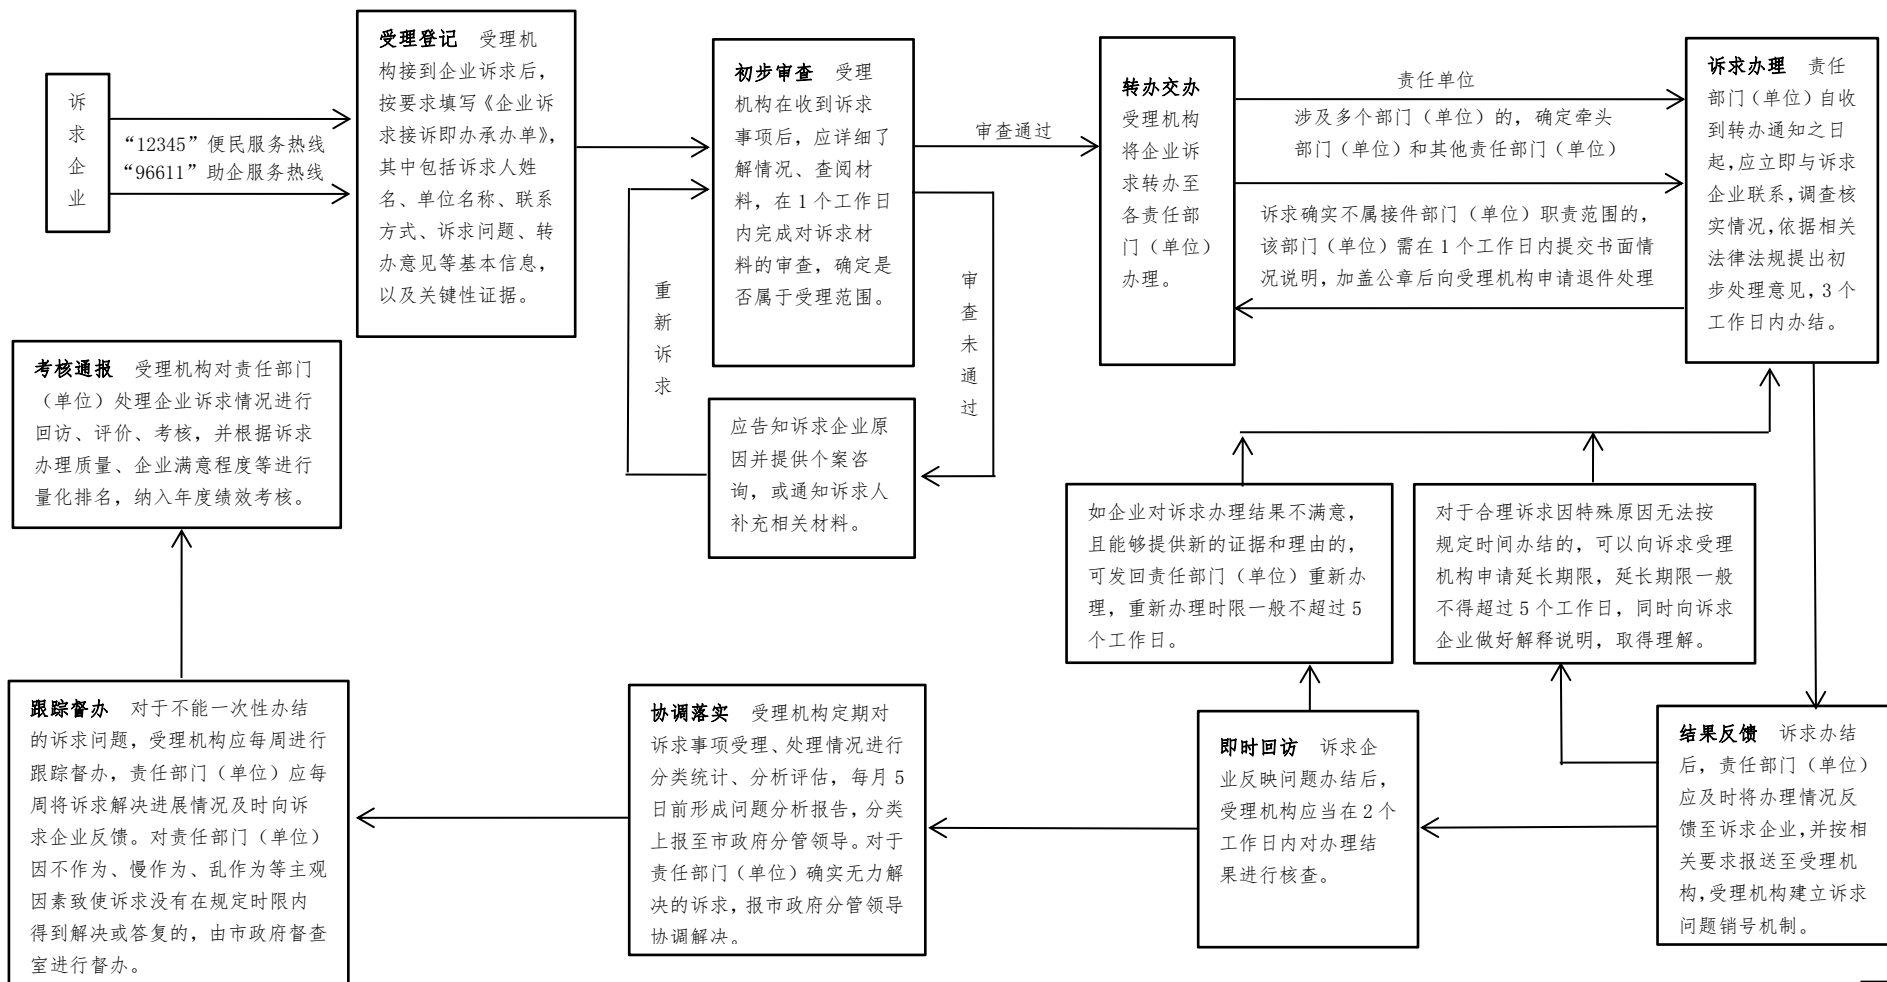 诉
求
企
业
“12345”便民服务热线
“96611”助企服务热线
受理登记　受理机
构接到企业诉求后，
按要求填写《企业诉
求接诉即办承办单》，
其中包括诉求人姓
名、单位名称、联系
方式、诉求问题、转
办意见等基本信息，
以及关键性证据。
初步审查　受理
机构在收到诉求
事项后，应详细了
解情况、查阅材
料，在 1 个工作日
内完成对诉求材
料的审查，确定是
否属于受理范围。
审查通过
重
新
诉
求
审
查
未
通
过
应告知诉求企业原
因并提供个案咨
询，或通知诉求人
补充相关材料。
转办交办
受理机构
将企业诉
求转办至
各责任部
门（单位）
办理。
责任单位
涉及多个部门（单位）的，确定牵头
部门（单位）和其他责任部门（单位）
诉求确实不属接件部门（单位）职责范围的，
该部门（单位）需在 1 个工作日内提交书面情
况说明，加盖公章后向受理机构申请退件处理
诉求办理　责任
部门（单位）自收
到转办通知之日
起，应立即与诉求
企业联系，调查核
实情况，依据相关
法律法规提出初
步处理意见，3 个
工作日内办结。
如企业对诉求办理结果不满意，
且能够提供新的证据和理由的，
可发回责任部门（单位）重新办
理，重新办理时限一般不超过 5
个工作日。
对于合理诉求因特殊原因无法按
规定时间办结的，可以向诉求受理
机构申请延长期限，延长期限一般
不得超过 5 个工作日，同时向诉求
企业做好解释说明，取得理解。
结果反馈　诉求办结
后，责任部门（单位）
应及时将办理情况反
馈至诉求企业，并按相
关要求报送至受理机
构，受理机构建立诉求
问题销号机制。
即时回访　诉求企
业反映问题办结后，
受理机构应当在 2 个
工作日内对办理结
果进行核查。
协调落实　受理机构定期对
诉求事项受理、处理情况进行
分类统计、分析评估，每月 5
日前形成问题分析报告，分类
上报至市政府分管领导。对于
责任部门（单位）确实无力解
决的诉求，报市政府分管领导
协调解决。
跟踪督办　对于不能一次性办结
的诉求问题，受理机构应每周进行
跟踪督办，责任部门（单位）应每
周将诉求解决进展情况及时向诉
求企业反馈。对责任部门（单位）
因不作为、慢作为、乱作为等主观
因素致使诉求没有在规定时限内
得到解决或答复的，由市政府督查
室进行督办。
考核通报　受理机构对责任部门
（单位）处理企业诉求情况进行
回访、评价、考核，并根据诉求
办理质量、企业满意程度等进行
量化排名，纳入年度绩效考核。